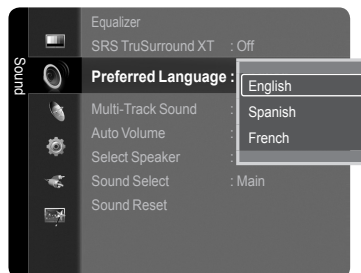 Sound
Equalizer
SRS TruSurround XT : Off
Preferred Language :
English
Spanish
French
Multi-Track Sound :
Auto Volume :
Select Speaker :
Sound Select : Main
Sound Reset